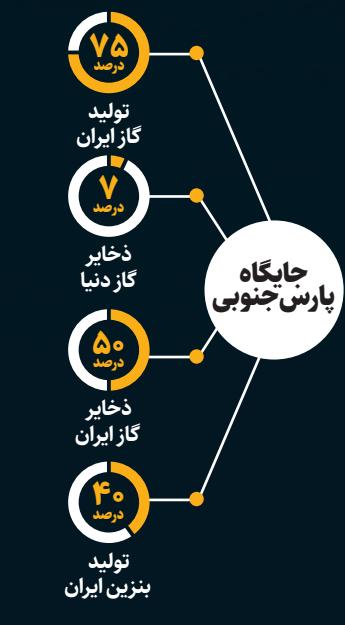 جایگاه
پارس جنوبی
۷۵
درصد
تولید
گاز ایران
۷
درصد
ذخایر
گاز دنیا
۵۰
درصد
ذخایر
گاز ایران
۴۰
درصد
تولید
بنزین ایران